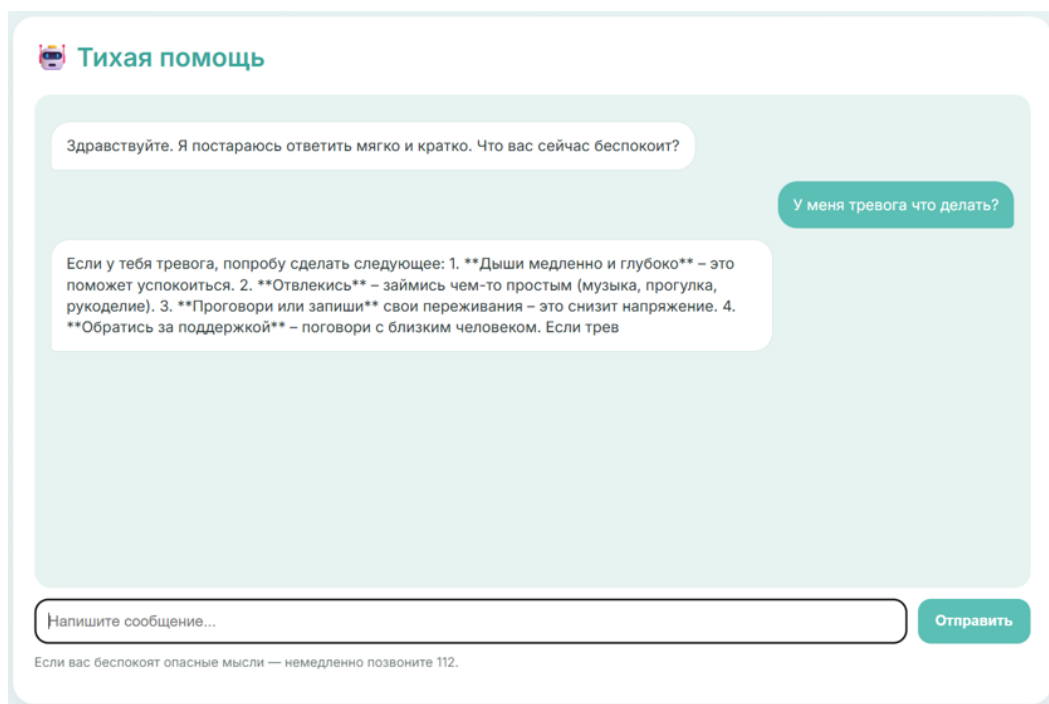 Тихая помощь
Здравствуйте. Я постараюсь ответить мягко и кратко. Что вас сейчас беспокоит?
У меня тревога что делать?
Если у тебя тревога, попробу сделать следующее: 1. **Дыши медленно и глубоко** – это
поможет успокоиться. 2. **Отвлекись** – займись чем-то простым (музыка, прогулка,
рукоделие). 3. **Проговори или запиши** свои переживания – это снизит напряжение. 4.
**Обратись за поддержкой** – поговори с близким человеком. Если трев
Напишите сообщение...
Отправить
Если вас беспокоят опасные мысли — немедленно позвоните 112.